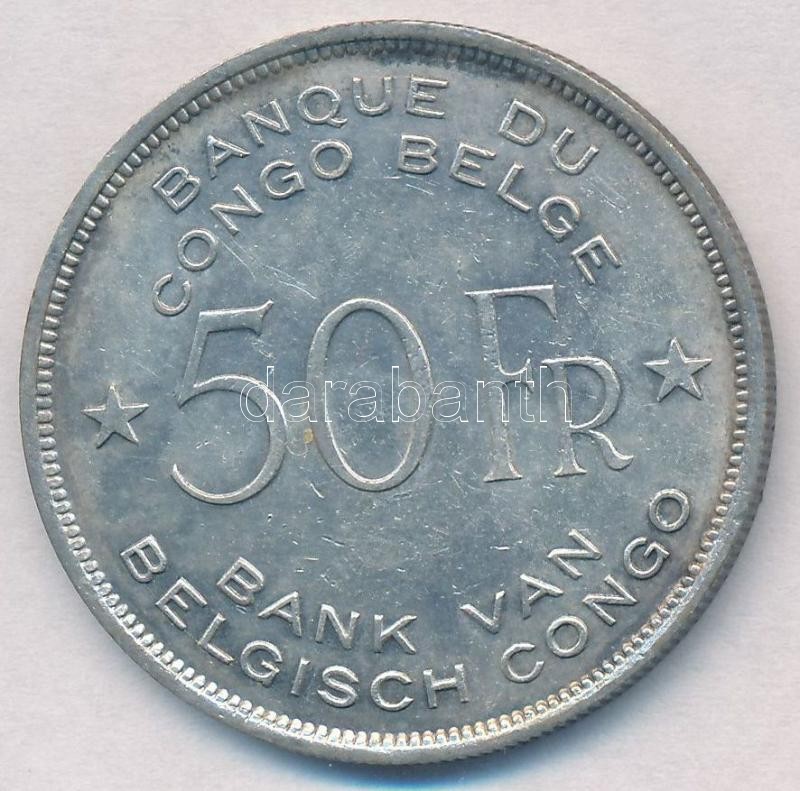 BANQUE DU
CONGO BELGE
50 FR
darabanth
BANK VAN
BELGISCH CONGO